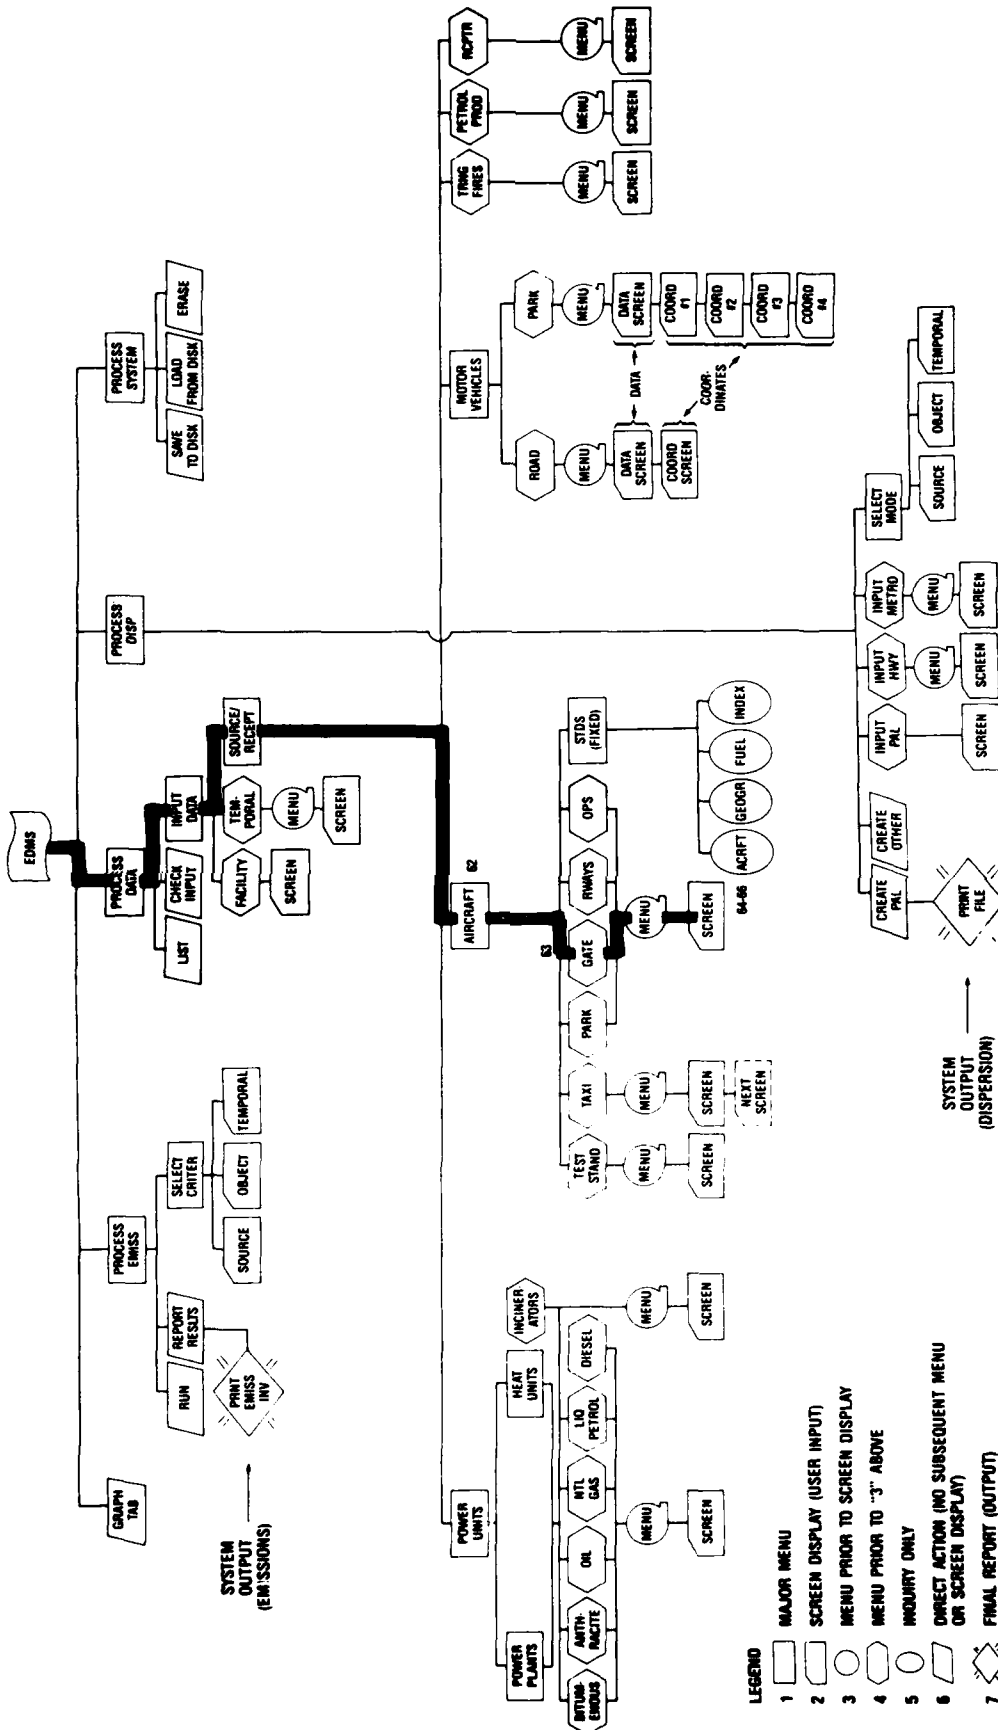 EDMS
GRAPH
TAB
PROCESS
EMISS
PROCESS
DATA
PROCESS
DISP
PROCESS
SYSTEM
RUN
REPORT
RESLTS
SELECT
CRITER
LIST
CHECK
INPUT
INPUT
DATA
SAVE
TO DISK
LOAD
FROM DISK
ERASE
PRNT
EMISS
INV
SOURCE
OBJECT
TEMPORAL
FACILITY
TEM-
PORAL
SOURCE/
RECEPT
SCREEN
MENU
SCREEN
SYSTEM
OUTPUT
(EMISSIONS)
POWER
UNITS
AIRCRAFT
62
MOTOR
VEHICLES
TRNG
FIRES
PETROL
PROD
RCPTR
MENU
MENU
MENU
SCREEN
SCREEN
SCREEN
POWER
PLANTS
HEAT
UNITS
INCINER-
ATORS
BITUM-
ENOUS
ANTH-
RACITE
OIL
NTL
GAS
LIQ
PETROL
DIESEL
MENU
MENU
SCREEN
SCREEN
63
TEST
STAND
TAXI
PARK
GATE
RWAYS
OPS
STDS
(FIXED)
MENU
MENU
MENU
SCREEN
SCREEN
SCREEN
NEXT
SCREEN
ACRFT
GEOGR
FUEL
INDEX
64-66
ROAD
PARK
MENU
MENU
DATA
SCREEN
DATA
DATA
SCREEN
COORD
SCREEN
COOR-
DINATES
COORD
#1
COORD
#2
COORD
#3
COORD
#4
CREATE
PAL
CREATE
OTHER
INPUT
PAL
INPUT
HWY
INPUT
METRO
SELECT
MODE
PRINT
FILE
SCREEN
MENU
MENU
SCREEN
SCREEN
SOURCE
OBJECT
TEMPORAL
SYSTEM
OUTPUT
(DISPERSION)
LEGEND
1 MAJOR MENU
2 SCREEN DISPLAY (USER INPUT)
3 MENU PRIOR TO SCREEN DISPLAY
4 MENU PRIOR TO "3" ABOVE
5 INQUIRY ONLY
6 DIRECT ACTION (NO SUBSEQUENT MENU
OR SCREEN DISPLAY)
7 FINAL REPORT (OUTPUT)